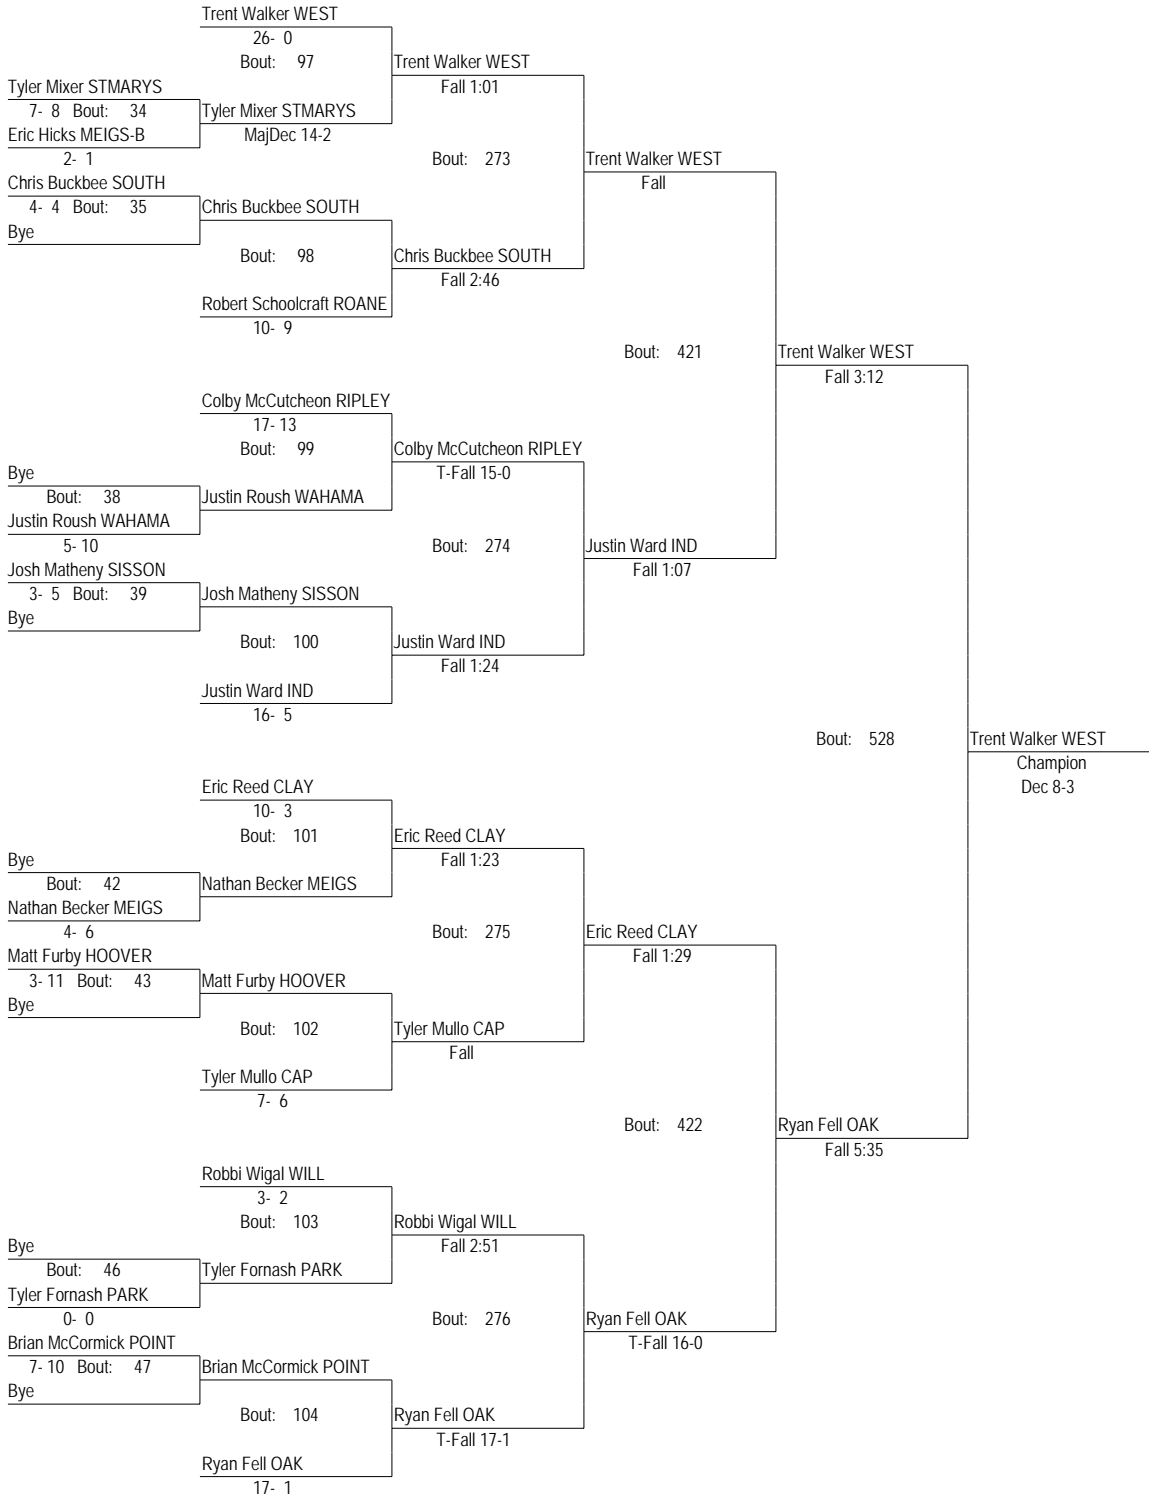 Trent Walker WEST
26- 0
Bout: 97
Trent Walker WEST
Fall 1:01
Tyler Mixer STMARYS
7- 8 Bout: 34
Tyler Mixer STMARYS
MajDec 14-2
Eric Hicks MEIGS-B
2- 1
Bout: 273
Trent Walker WEST
Fall
Chris Buckbee SOUTH
4- 4 Bout: 35
Chris Buckbee SOUTH
Bye
Bout: 98
Chris Buckbee SOUTH
Fall 2:46
Robert Schoolcraft ROANE
10- 9
Bout: 421
Trent Walker WEST
Fall 3:12
Colby McCutcheon RIPLEY
17- 13
Bout: 99
Colby McCutcheon RIPLEY
T-Fall 15-0
Bye
Bout: 38
Justin Roush WAHAMA
Justin Roush WAHAMA
5- 10
Bout: 274
Justin Ward IND
Fall 1:07
Josh Matheny SISSON
3- 5 Bout: 39
Josh Matheny SISSON
Bye
Bout: 100
Justin Ward IND
Fall 1:24
Justin Ward IND
16- 5
Bout: 528
Trent Walker WEST
Champion
Dec 8-3
Eric Reed CLAY
10- 3
Bout: 101
Eric Reed CLAY
Fall 1:23
Bye
Bout: 42
Nathan Becker MEIGS
Nathan Becker MEIGS
4- 6
Bout: 275
Eric Reed CLAY
Fall 1:29
Matt Furby HOOVER
3- 11 Bout: 43
Matt Furby HOOVER
Bye
Bout: 102
Tyler Mullo CAP
Fall
Tyler Mullo CAP
7- 6
Bout: 422
Ryan Fell OAK
Fall 5:35
Robbi Wigal WILL
3- 2
Bout: 103
Robbi Wigal WILL
Fall 2:51
Bye
Bout: 46
Tyler Fornash PARK
Tyler Fornash PARK
0- 0
Bout: 276
Ryan Fell OAK
T-Fall 16-0
Brian McCormick POINT
7- 10 Bout: 47
Brian McCormick POINT
Bye
Bout: 104
Ryan Fell OAK
T-Fall 17-1
Ryan Fell OAK
17- 1